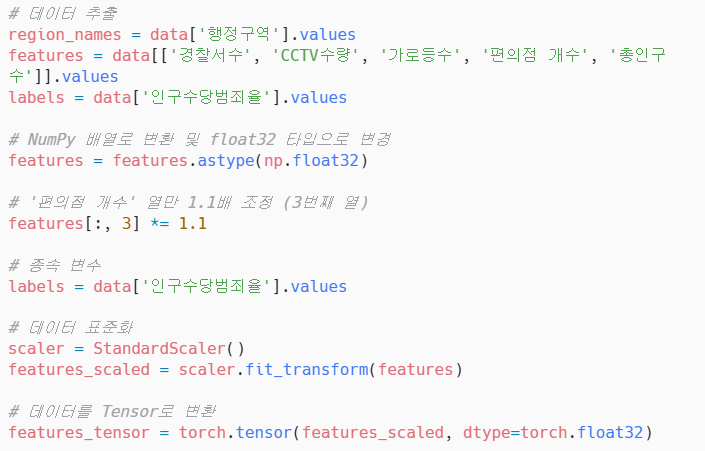 # 데이터 추출
region_names = data['행정구역'].values
features = data[['경찰서수', 'CCTV수량', '가로등수', '편의점 개수', '총인구
수']].values
labels = data['인구수당범죄율'].values
# NumPy 배열로 변환 및 float32 타입으로 변경
features = features.astype(np.float32)
# '편의점 개수' 열만 1.1배 조정 (3번째 열)
features[:, 3] *= 1.1
# 종속 변수
labels = data['인구수당범죄율'].values
# 데이터 표준화
scaler = StandardScaler()
features_scaled = scaler.fit_transform(features)
# 데이터를 Tensor로 변환
features_tensor = torch.tensor(features_scaled, dtype=torch.float32)